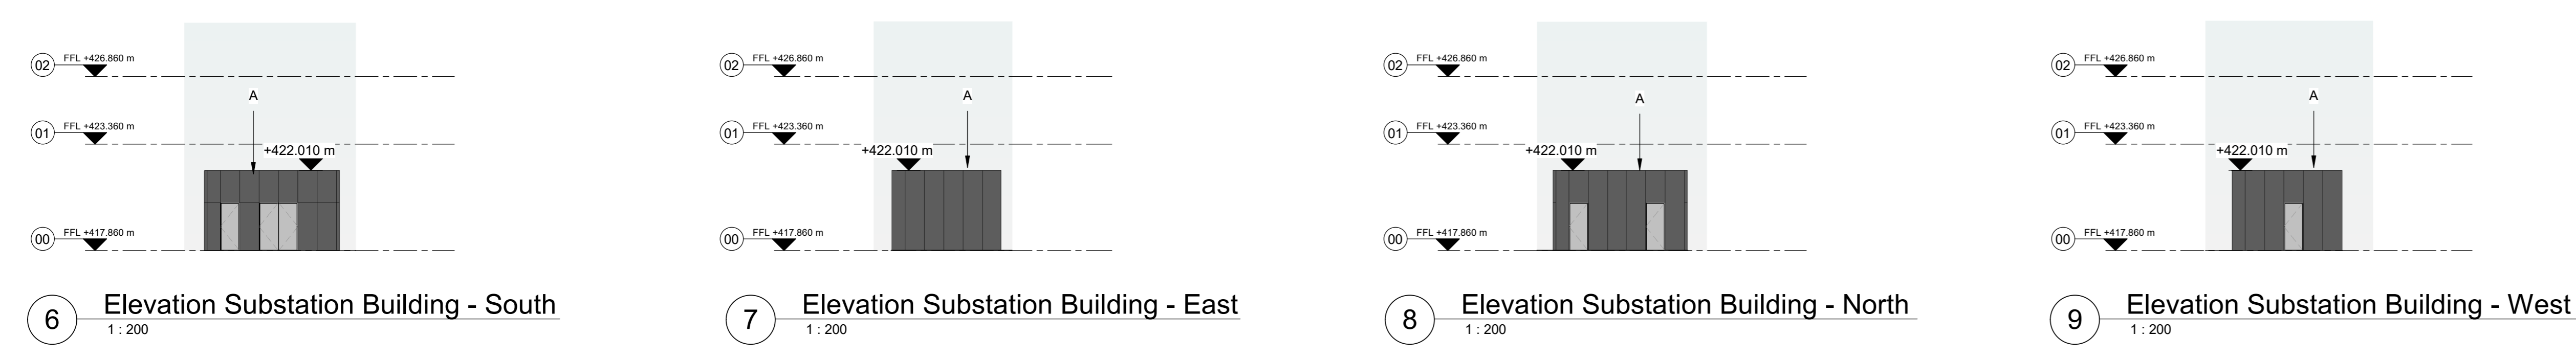 02 FFL +426.860 m
A
01 FFL +423.360 m
+422.010 m
00 FFL +417.860 m
6 Elevation Substation Building - South
1 : 200
02 FFL +426.860 m
A
01 FFL +423.360 m
+422.010 m
00 FFL +417.860 m
7 Elevation Substation Building - East
1 : 200
02 FFL +426.860 m
A
01 FFL +423.360 m
+422.010 m
00 FFL +417.860 m
8 Elevation Substation Building - North
1 : 200
02 FFL +426.860 m
A
01 FFL +423.360 m
+422.010 m
00 FFL +417.860 m
9 Elevation Substation Building - West
1 : 200